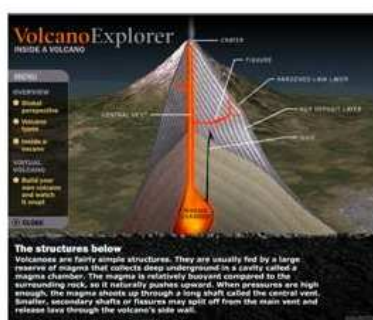 VolcanoExplorer
INSIDE A VOLCANO
CRATER
FISSURE
MENU
HARDENED LAVA LAYER
OVERVIEW
Global
perspective
ASH DEPOSIT LAYER
CENTRAL VENT
Volcano
types
Inside a
volcano
VIRTUAL
VOLCANO
Build your
own volcano
and watch
it erupt
MAGMA
CHAMBER
CLOSE
The structures below
Volcanoes are fairly simple structures. They are usually fed by a large
reserve of magma that collects deep underground in a cavity called a
magma chamber. The magma is relatively buoyant compared to the
surrounding rock, so it naturally pushes upward. When pressures are high
enough, the magma shoots up through a long shaft called the central vent.
Smaller, secondary shafts or fissures may split off from the main vent and
release lava through the volcano's side wall.